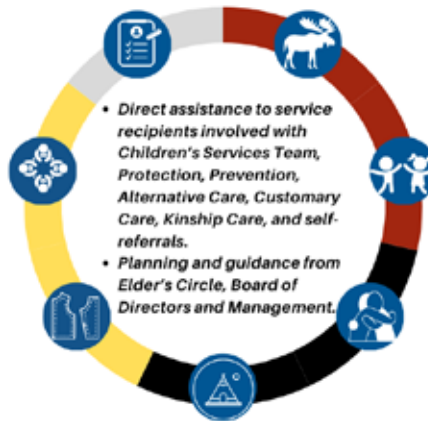 • Direct assistance to service
recipients involved with
Children's Services Team,
Protection, Prevention,
Alternative Care, Customary
Care, Kinship Care, and self-
referrals.
• Planning and guidance from
Elder's Circle, Board of
Directors and Management.